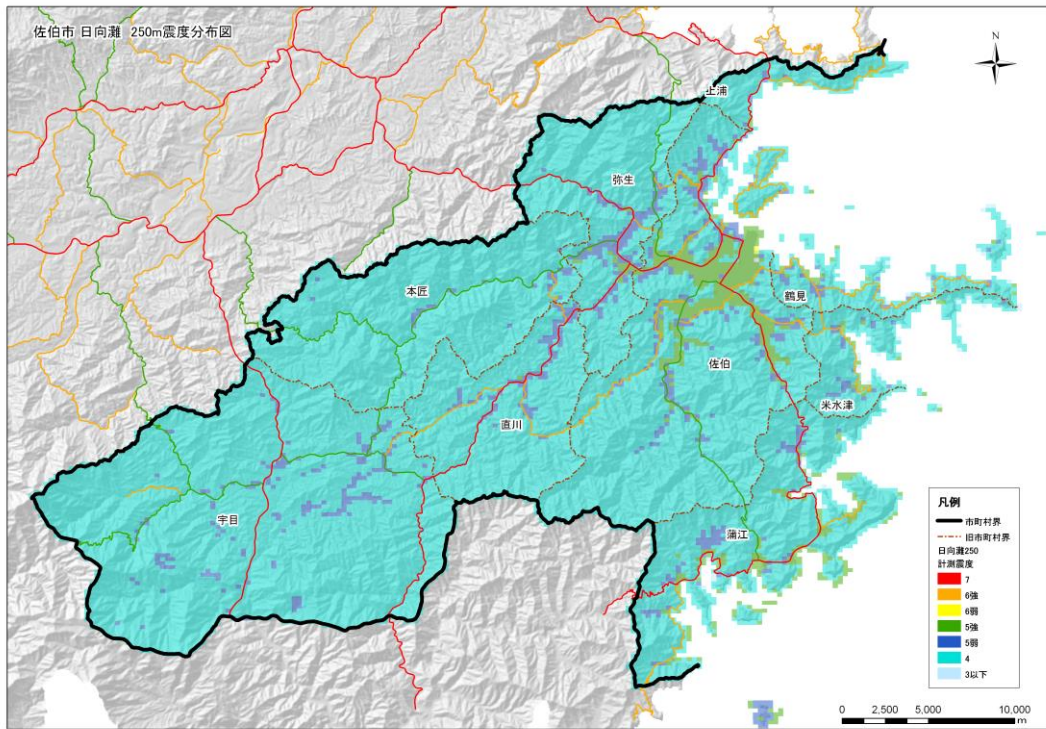 佐伯市 日向灘 250m震度分布図
N
上浦
弥生
本匠
鶴見
佐伯
米水津
直川
宇目
蒲江
凡例
市町村界
旧市町村界
日向灘250
計測震度
7
6強
6弱
5強
5弱
4
3以下
0 2,500 5,000 10,000
m